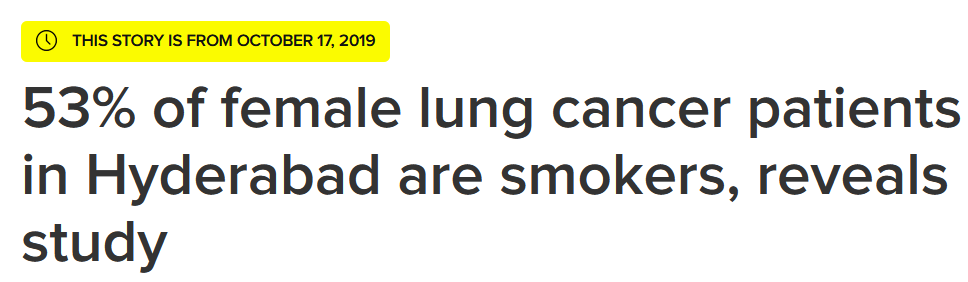 THIS STORY IS FROM OCTOBER 17, 2019
53% of female lung cancer patients
in Hyderabad are smokers, reveals
study